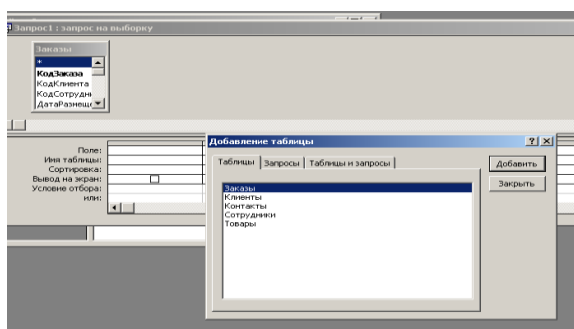 Запрос1 : запрос на выборку
Заказы
*
КодЗаказа
КодКлиента
КодСотрудн
ДатаРазмещ
Поле:
Имя таблицы:
Сортировка:
Вывод на экран:
Условие отбора:
или:
Добавление таблицы
Таблицы Запросы Таблицы и запросы
Добавить
Закрыть
Заказы
Клиенты
Контакты
Сотрудники
Товары